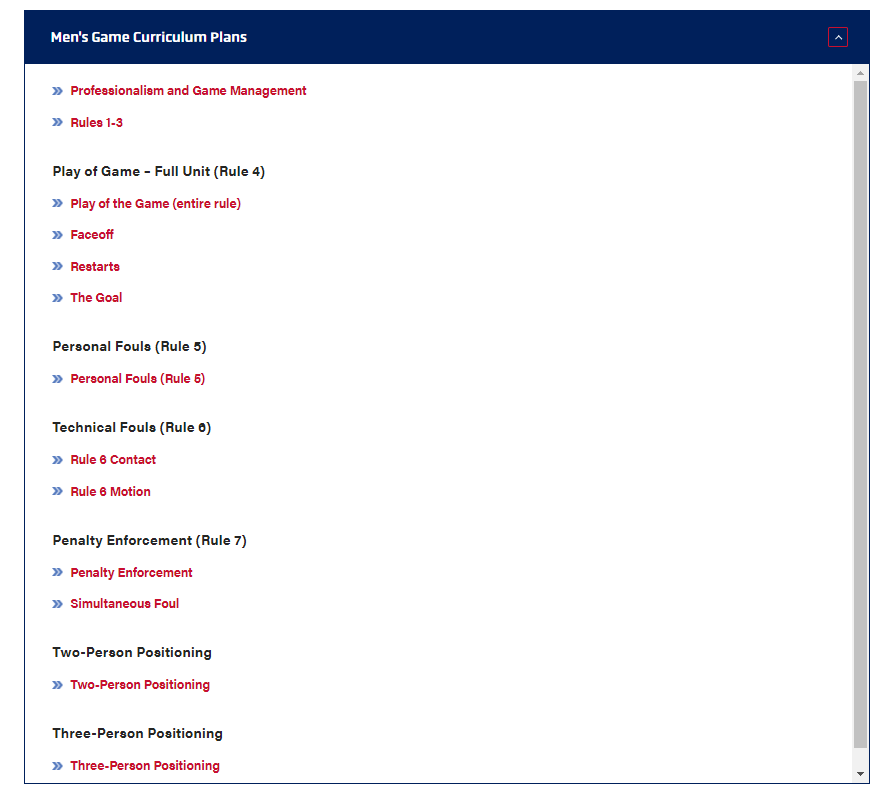 Men's Game Curriculum Plans
Professionalism and Game Management
Rules 1-3
Play of Game – Full Unit (Rule 4)
Play of the Game (entire rule)
Faceoff
Restarts
The Goal
Personal Fouls (Rule 5)
Personal Fouls (Rule 5)
Technical Fouls (Rule 6)
Rule 6 Contact
Rule 6 Motion
Penalty Enforcement (Rule 7)
Penalty Enforcement
Simultaneous Foul
Two-Person Positioning
Two-Person Positioning
Three-Person Positioning
Three-Person Positioning